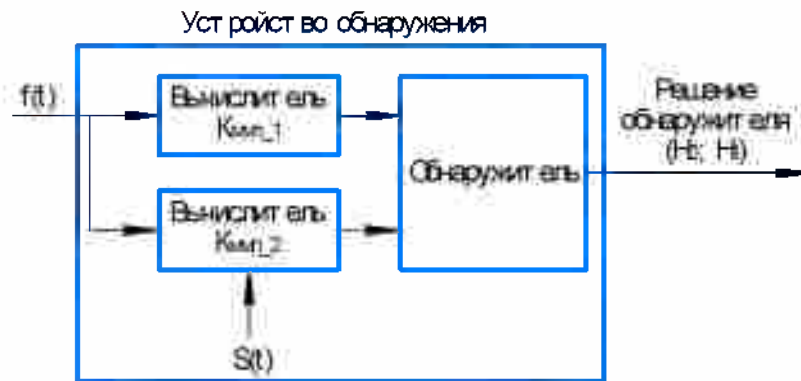 Устройство обнаружения
f(t)
Вычислитель
Вычислитель
Обнаружитель
S(t)
Решение
обнаружителя